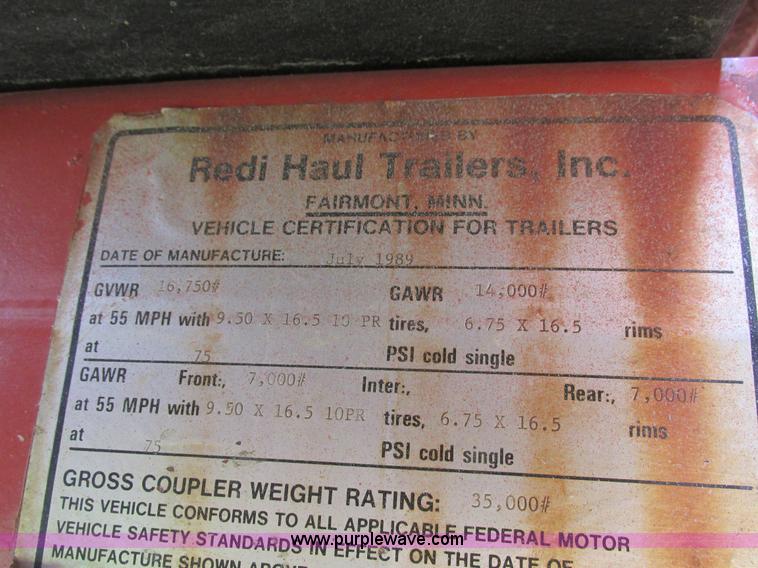 MANUFACTURED BY
Redi Haul Trailers, Inc.
FAIRMONT, MINN.
VEHICLE CERTIFICATION FOR TRAILERS
DATE OF MANUFACTURE: July 1989
GVWR 16,750# GAWR 14,000#
at 55 MPH with 9.50 X 16.5 10 PR tires, 6.75 X 16.5 rims
at 75 PSI cold single
GAWR Front:, 7,000# Inter:, Rear:, 7,000#
at 55 MPH with 9.50 X 16.5 10PR tires, 6.75 X 16.5 rims
at 75 PSI cold single
GROSS COUPLER WEIGHT RATING: 35,000#
THIS VEHICLE CONFORMS TO ALL APPLICABLE FEDERAL MOTOR
VEHICLE SAFETY STANDARDS IN EFFECT ON THE DATE OF
MANUFACTURE SHOWN ABOVE
www.purplewave.com